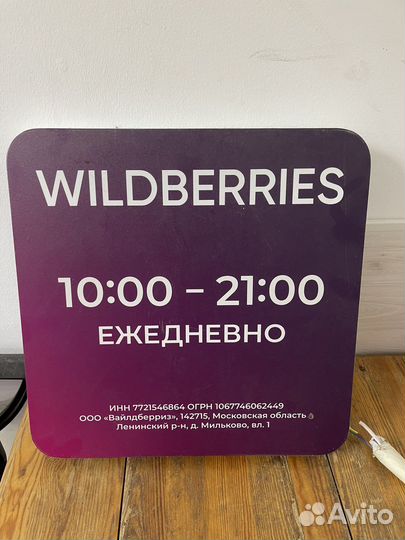 WILDBERRIES
10:00 – 21:00
ЕЖЕДНЕВНО
ИНН 7721546864 ОГРН 1067746062449
ООО «Вайлдберриз», 142715, Московская область
Ленинский р-н, д. Мильково, вл. 1
Avito